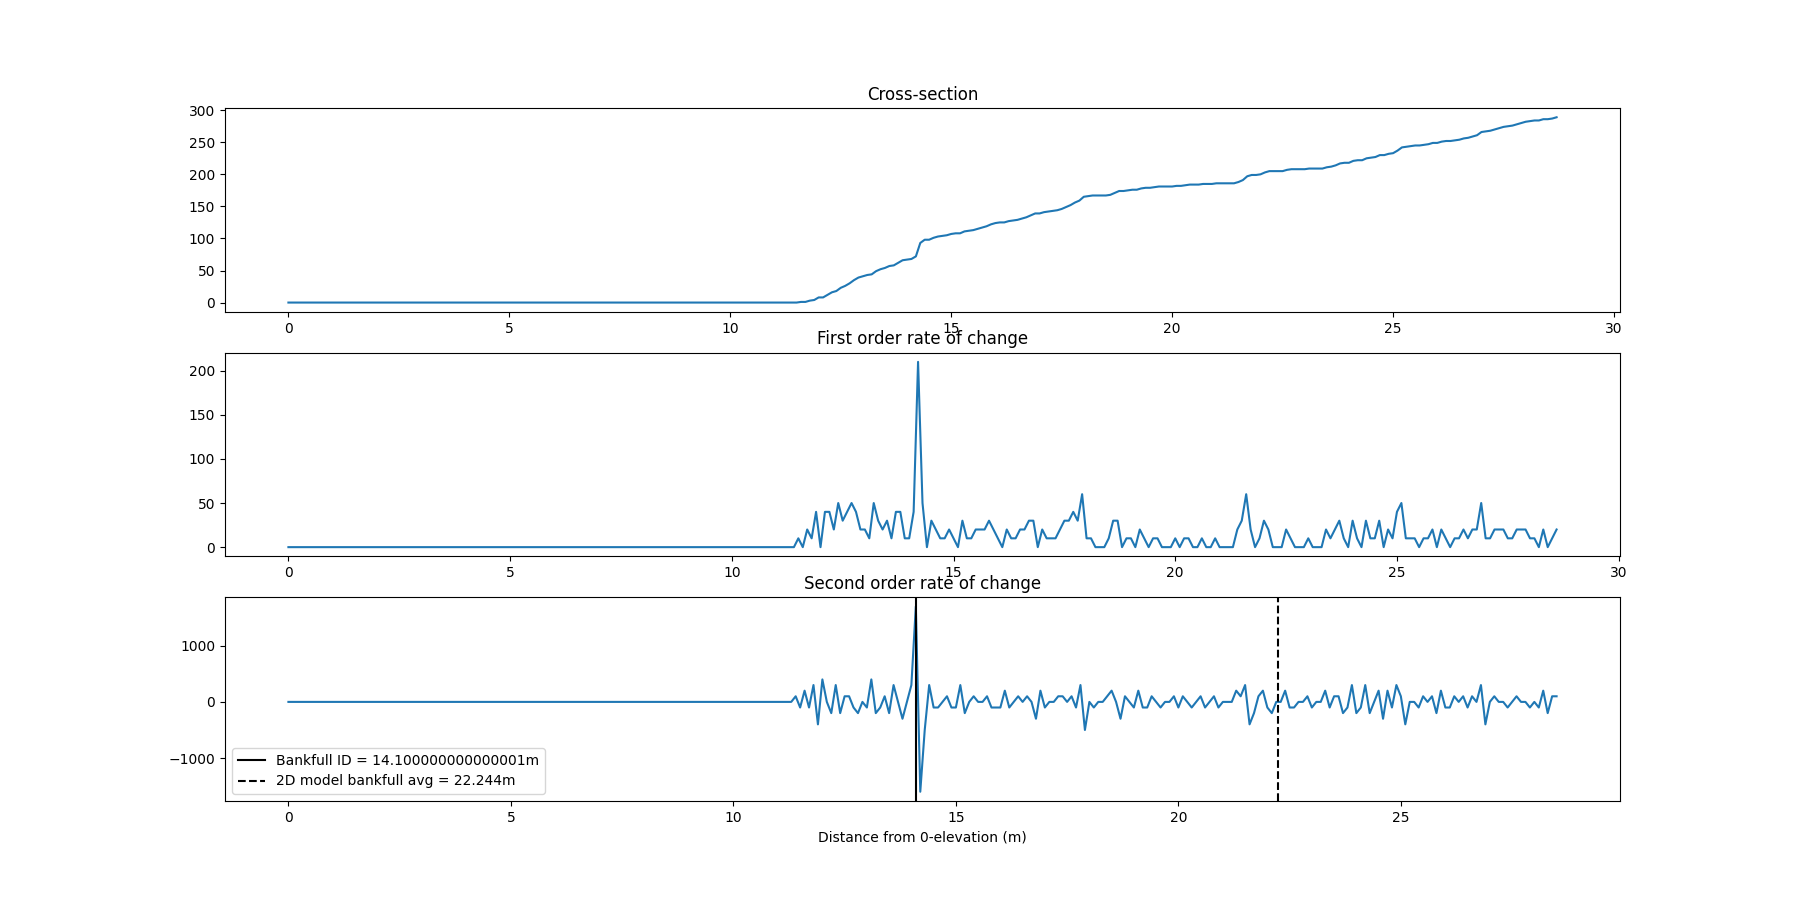 Cross-section
300
250
200
150
100
50
0
0 5 10 15 20 25 30
First order rate of change
200
150
100
50
0
0 5 10 15 20 25 30
Second order rate of change
1000
0
−1000
Bankfull ID = 14.100000000000001m
2D model bankfull avg = 22.244m
0 5 10 15 20 25
Distance from 0-elevation (m)